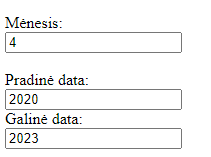 Mėnesis:
4
Pradinė data:
2020
Galinė data:
2023